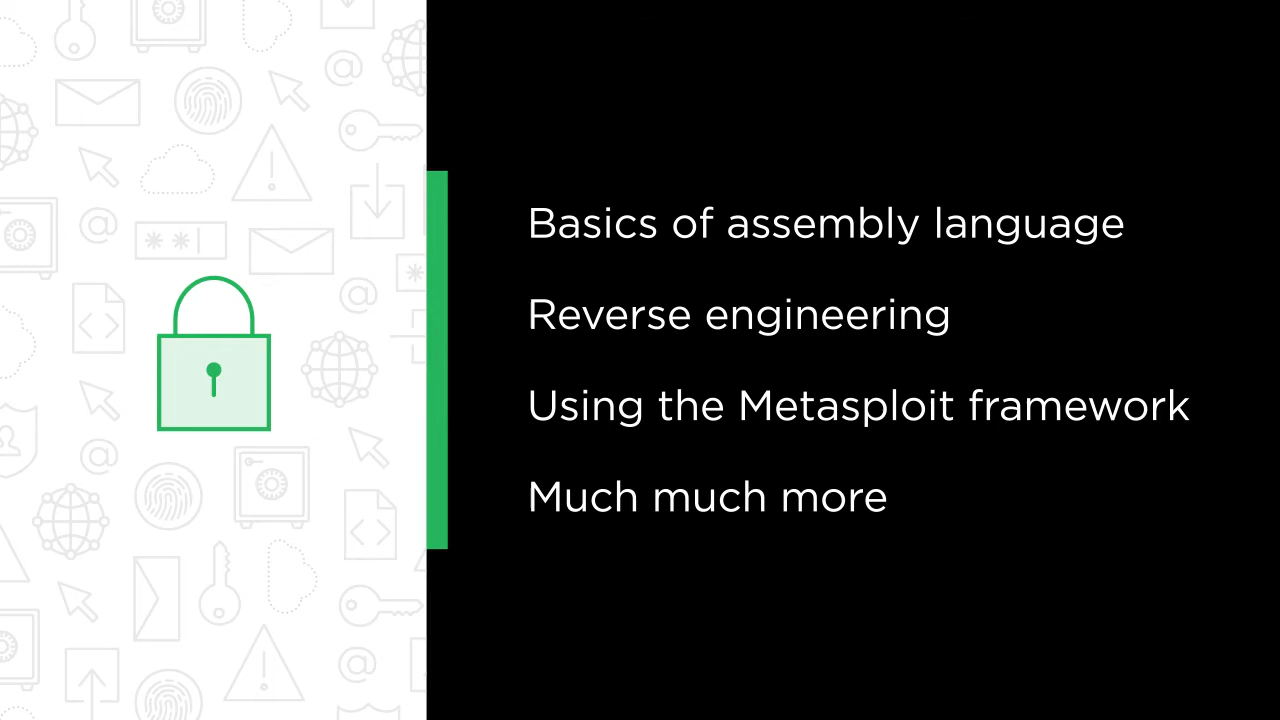 Basics of assembly language
Reverse engineering
Using the Metasploit framework
Much much more